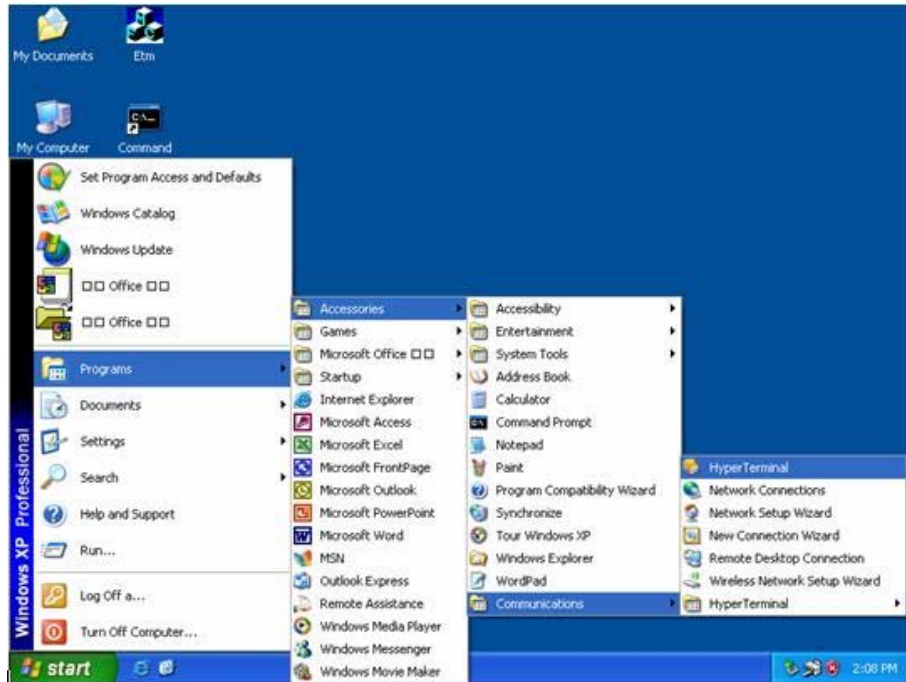 My Documents
Etm
My Computer
Command
Set Program Access and Defaults
Windows Catalog
Windows Update
□□ Office □□
□□ Office □□
Programs
Documents
Settings
Search
Help and Support
Run...
Log Off a...
Turn Off Computer...
Windows XP Professional
Accessories
Games
Microsoft Office □□
Startup
Internet Explorer
Microsoft Access
Microsoft Excel
Microsoft FrontPage
Microsoft Outlook
Microsoft PowerPoint
Microsoft Word
MSN
Outlook Express
Remote Assistance
Windows Media Player
Windows Messenger
Windows Movie Maker
Accessibility
Entertainment
System Tools
Address Book
Calculator
Command Prompt
Notepad
Paint
Program Compatibility Wizard
Synchronize
Tour Windows XP
Windows Explorer
WordPad
Communications
HyperTerminal
Network Connections
Network Setup Wizard
New Connection Wizard
Remote Desktop Connection
Wireless Network Setup Wizard
HyperTerminal
start
2:08 PM